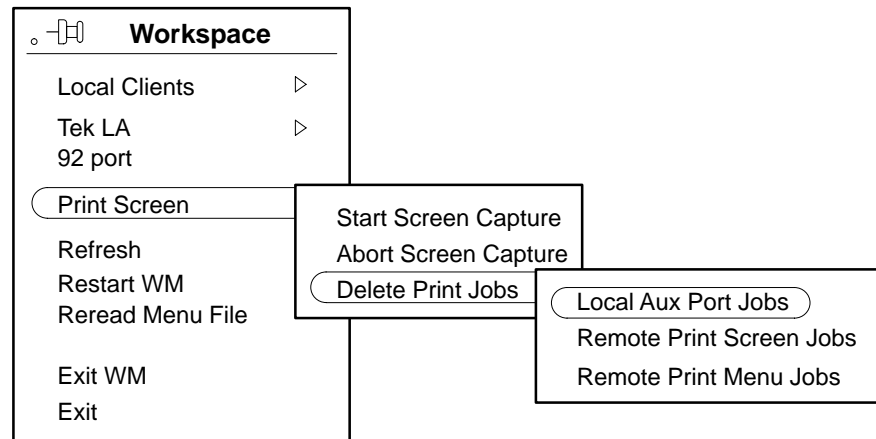 Workspace
Local Clients
Tek LA
92 port
Print Screen
Refresh
Restart WM
Reread Menu File
Exit WM
Exit
Start Screen Capture
Abort Screen Capture
Delete Print Jobs
Local Aux Port Jobs
Remote Print Screen Jobs
Remote Print Menu Jobs